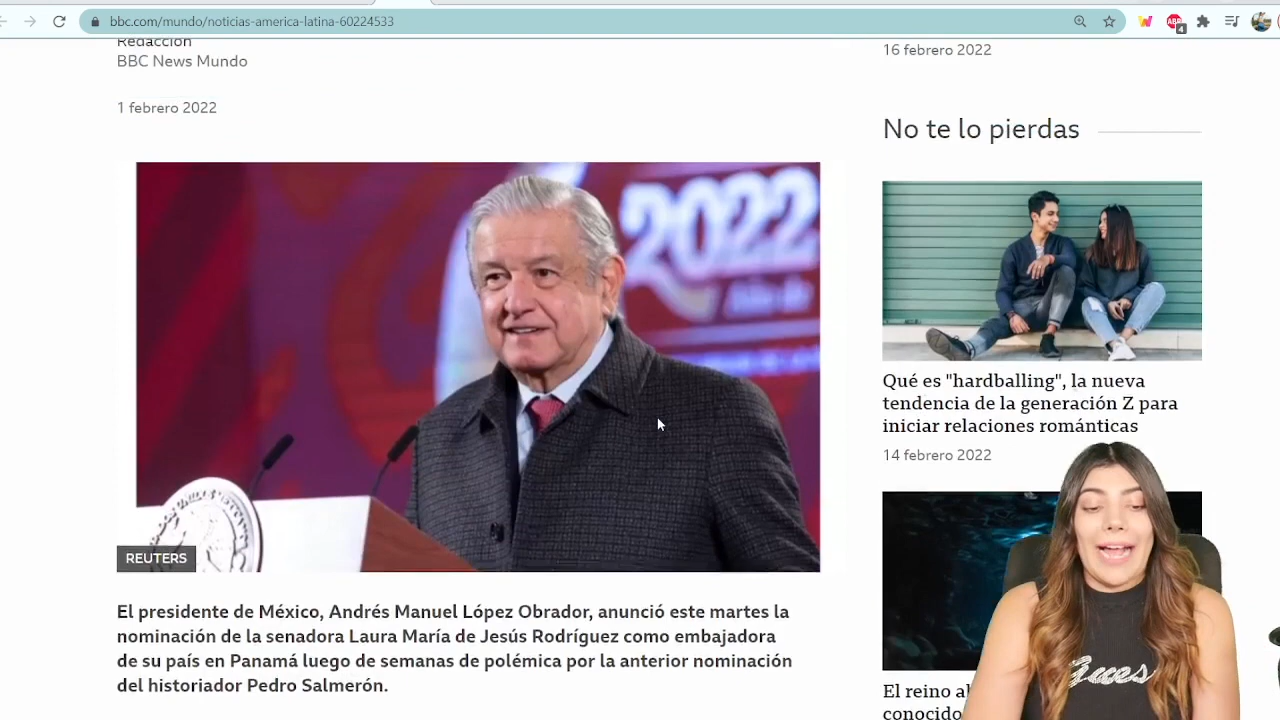 bbc.com/mundo/noticias-america-latina-60224533
Redacción
BBC News Mundo
1 febrero 2022
2022
REUTERS
El presidente de México, Andrés Manuel López Obrador, anunció este martes la
nominación de la senadora Laura María de Jesús Rodríguez como embajadora
de su país en Panamá luego de semanas de polémica por la anterior nominación
del historiador Pedro Salmerón.
16 febrero 2022
No te lo pierdas
Qué es "hardballing", la nueva
tendencia de la generación Z para
iniciar relaciones románticas
14 febrero 2022
El reino
conocido
Guess